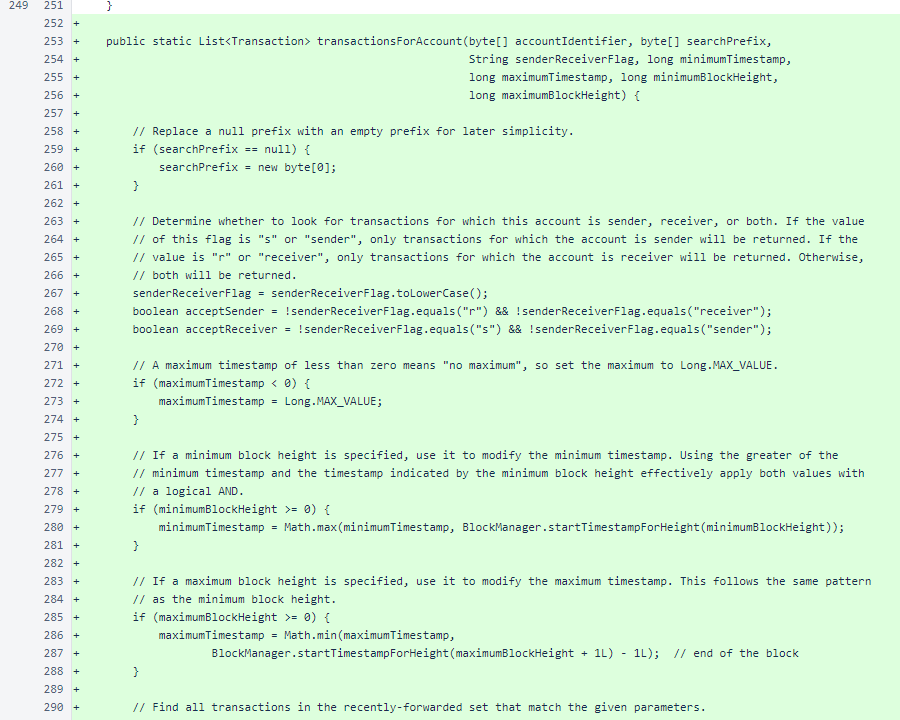 249 251     }
252 +
253 +     public static List<Transaction> transactionsForAccount(byte[] accountIdentifier, byte[] searchPrefix,
254 +                                                            String senderReceiverFlag, long minimumTimestamp,
255 +                                                            long maximumTimestamp, long minimumBlockHeight,
256 +                                                            long maximumBlockHeight) {
257 +
258 +         // Replace a null prefix with an empty prefix for later simplicity.
259 +         if (searchPrefix == null) {
260 +             searchPrefix = new byte[0];
261 +         }
262 +
263 +         // Determine whether to look for transactions for which this account is sender, receiver, or both. If the value
264 +         // of this flag is "s" or "sender", only transactions for which the account is sender will be returned. If the
265 +         // value is "r" or "receiver", only transactions for which the account is receiver will be returned. Otherwise,
266 +         // both will be returned.
267 +         senderReceiverFlag = senderReceiverFlag.toLowerCase();
268 +         boolean acceptSender = !senderReceiverFlag.equals("r") && !senderReceiverFlag.equals("receiver");
269 +         boolean acceptReceiver = !senderReceiverFlag.equals("s") && !senderReceiverFlag.equals("sender");
270 +
271 +         // A maximum timestamp of less than zero means "no maximum", so set the maximum to Long.MAX_VALUE.
272 +         if (maximumTimestamp < 0) {
273 +             maximumTimestamp = Long.MAX_VALUE;
274 +         }
275 +
276 +         // If a minimum block height is specified, use it to modify the minimum timestamp. Using the greater of the
277 +         // minimum timestamp and the timestamp indicated by the minimum block height effectively apply both values with
278 +         // a logical AND.
279 +         if (minimumBlockHeight >= 0) {
280 +             minimumTimestamp = Math.max(minimumTimestamp, BlockManager.startTimestampForHeight(minimumBlockHeight));
281 +         }
282 +
283 +         // If a maximum block height is specified, use it to modify the maximum timestamp. This follows the same pattern
284 +         // as the minimum block height.
285 +         if (maximumBlockHeight >= 0) {
286 +             maximumTimestamp = Math.min(maximumTimestamp,
287 +                     BlockManager.startTimestampForHeight(maximumBlockHeight + 1L) - 1L);  // end of the block
288 +         }
289 +
290 +         // Find all transactions in the recently-forwarded set that match the given parameters.